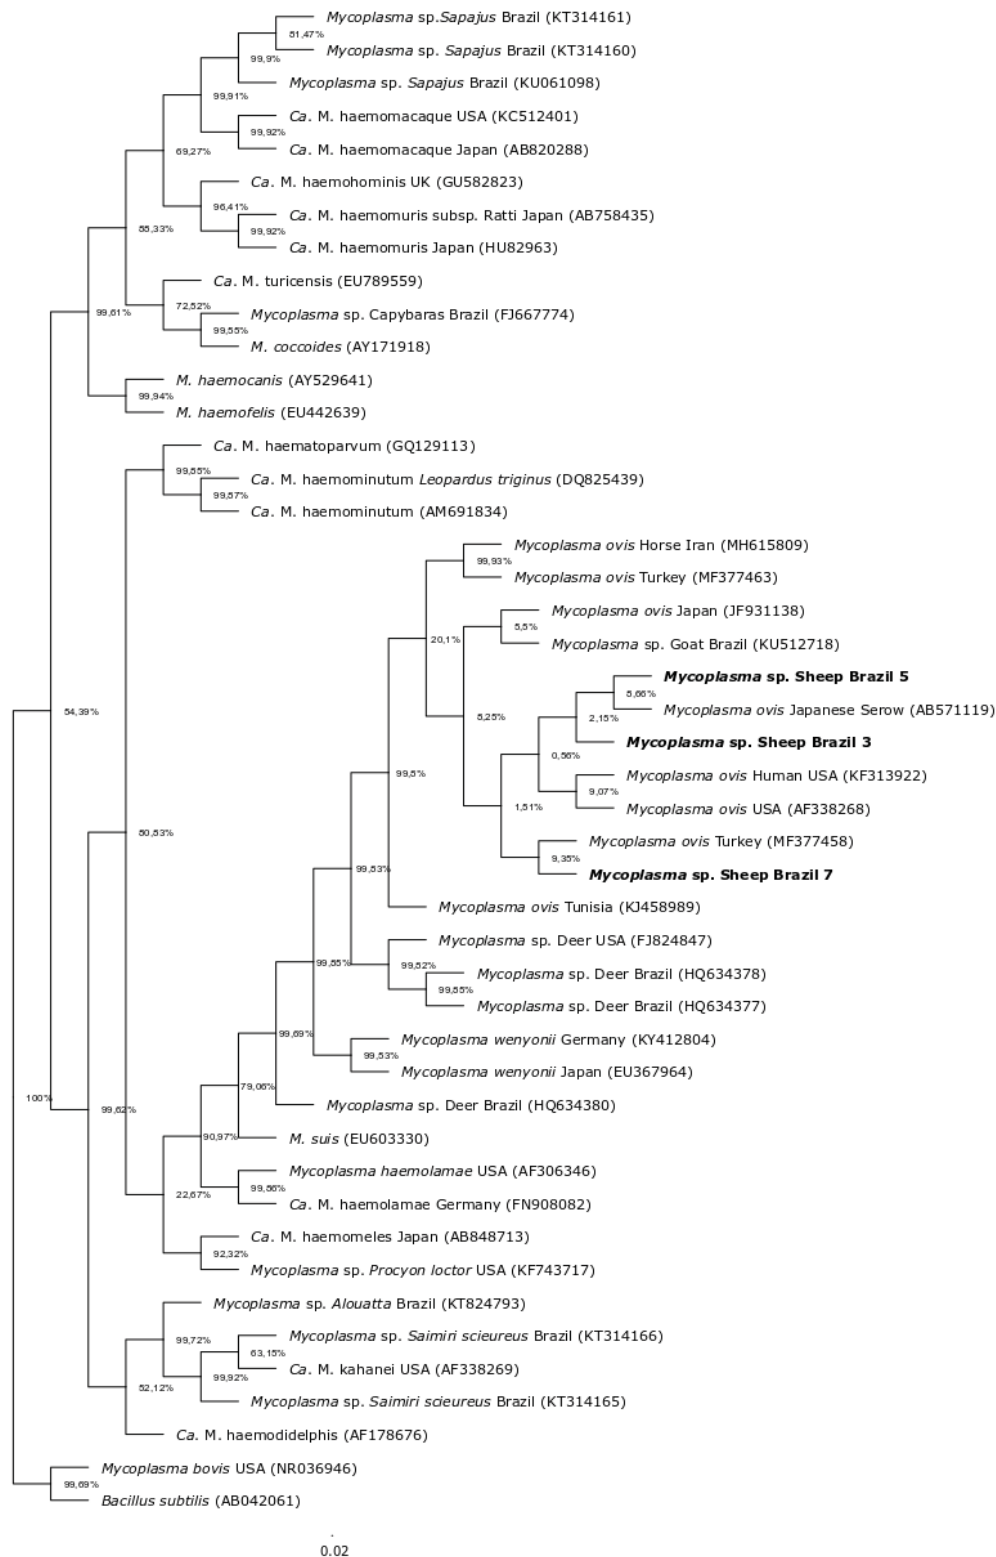 Mycoplasma sp.Sapajus Brazil (KT314161)
81,47%
Mycoplasma sp. Sapajus Brazil (KT314160)
99,9%
Mycoplasma sp. Sapajus Brazil (KU061098)
99,91%
Ca. M. haemomacaque USA (KC512401)
99,92%
Ca. M. haemomacaque Japan (AB820288)
69,27%
Ca. M. haemohominis UK (GU582823)
96,41%
Ca. M. haemomuris subsp. Ratti Japan (AB758435)
88,33%
99,92%
Ca. M. haemomuris Japan (HU82963)
Ca. M. turicensis (EU789559)
72,52%
99,61%
Mycoplasma sp. Capybaras Brazil (FJ667774)
99,55%
M. coccoides (AY171918)
M. haemocanis (AY529641)
99,94%
M. haemofelis (EU442639)
Ca. M. haematoparvum (GQ129113)
99,85%
Ca. M. haemominutum Leopardus triginus (DQ825439)
99,87%
Ca. M. haemominutum (AM691834)
Mycoplasma ovis Horse Iran (MH615809)
99,93%
Mycoplasma ovis Turkey (MF377463)
Mycoplasma ovis Japan (JF931138)
5,5%
20,1%
Mycoplasma sp. Goat Brazil (KU512718)
Mycoplasma sp. Sheep Brazil 5
8,66%
Mycoplasma ovis Japanese Serow (AB571119)
54,39%
8,25%
2,15%
Mycoplasma sp. Sheep Brazil 3
0,56%
99,8%
Mycoplasma ovis Human USA (KF313922)
9,07%
1,51%
Mycoplasma ovis USA (AF338268)
80,83%
Mycoplasma ovis Turkey (MF377458)
9,35%
99,53%
Mycoplasma sp. Sheep Brazil 7
Mycoplasma ovis Tunisia (KJ458989)
Mycoplasma sp. Deer USA (FJ824847)
99,85%
99,82%
Mycoplasma sp. Deer Brazil (HQ634378)
99,85%
Mycoplasma sp. Deer Brazil (HQ634377)
99,69%
Mycoplasma wenyonii Germany (KY412804)
99,53%
Mycoplasma wenyonii Japan (EU367964)
79,06%
100%
99,62%
Mycoplasma sp. Deer Brazil (HQ634380)
90,97%
M. suis (EU603330)
Mycoplasma haemolamae USA (AF306346)
99,86%
22,67%
Ca. M. haemolamae Germany (FN908082)
Ca. M. haemomeles Japan (AB848713)
92,32%
Mycoplasma sp. Procyon loctor USA (KF743717)
Mycoplasma sp. Alouatta Brazil (KT824793)
99,72%
Mycoplasma sp. Saimiri scieureus Brazil (KT314166)
63,15%
Ca. M. kahanei USA (AF338269)
99,92%
52,12%
Mycoplasma sp. Saimiri scieureus Brazil (KT314165)
Ca. M. haemodidelphis (AF178676)
Mycoplasma bovis USA (NR036946)
99,69%
Bacillus subtilis (AB042061)
0.02